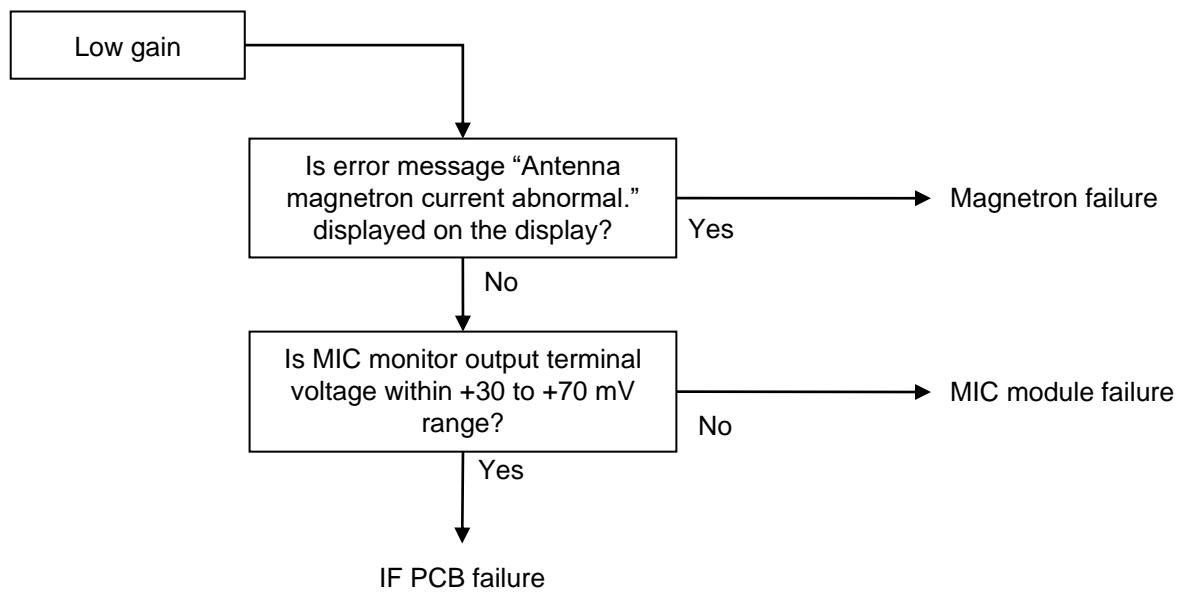 Low gain
Is error message “Antenna
magnetron current abnormal.”
displayed on the display?
Yes
Magnetron failure
No
Is MIC monitor output terminal
voltage within +30 to +70 mV
range?
No
MIC module failure
Yes
IF PCB failure